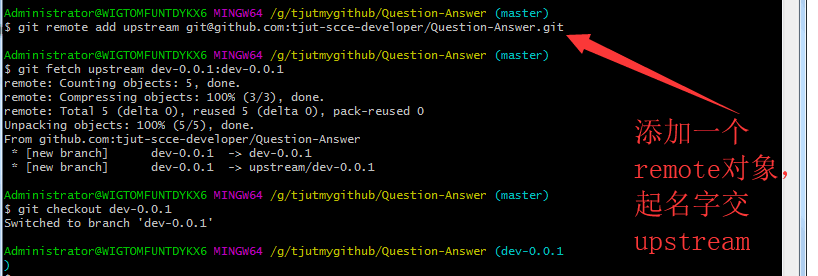 Administrator@WIGTOMFUNTDYKX6 MINGW64 /g/tjutmygithub/Question-Answer (master)
$ git remote add upstream git@github.com:tjut-scce-developer/Question-Answer.git
Administrator@WIGTOMFUNTDYKX6 MINGW64 /g/tjutmygithub/Question-Answer (master)
$ git fetch upstream dev-0.0.1:dev-0.0.1
remote: Counting objects: 5, done.
remote: Compressing objects: 100% (3/3), done.
remote: Total 5 (delta 0), reused 5 (delta 0), pack-reused 0
Unpacking objects: 100% (5/5), done.
From github.com:tjut-scce-developer/Question-Answer
 * [new branch]      dev-0.0.1  -> dev-0.0.1
 * [new branch]      dev-0.0.1  -> upstream/dev-0.0.1
Administrator@WIGTOMFUNTDYKX6 MINGW64 /g/tjutmygithub/Question-Answer (master)
$ git checkout dev-0.0.1
Switched to branch 'dev-0.0.1'
Administrator@WIGTOMFUNTDYKX6 MINGW64 /g/tjutmygithub/Question-Answer (dev-0.0.1
)
添加一个
remote对象，
起名字交
upstream